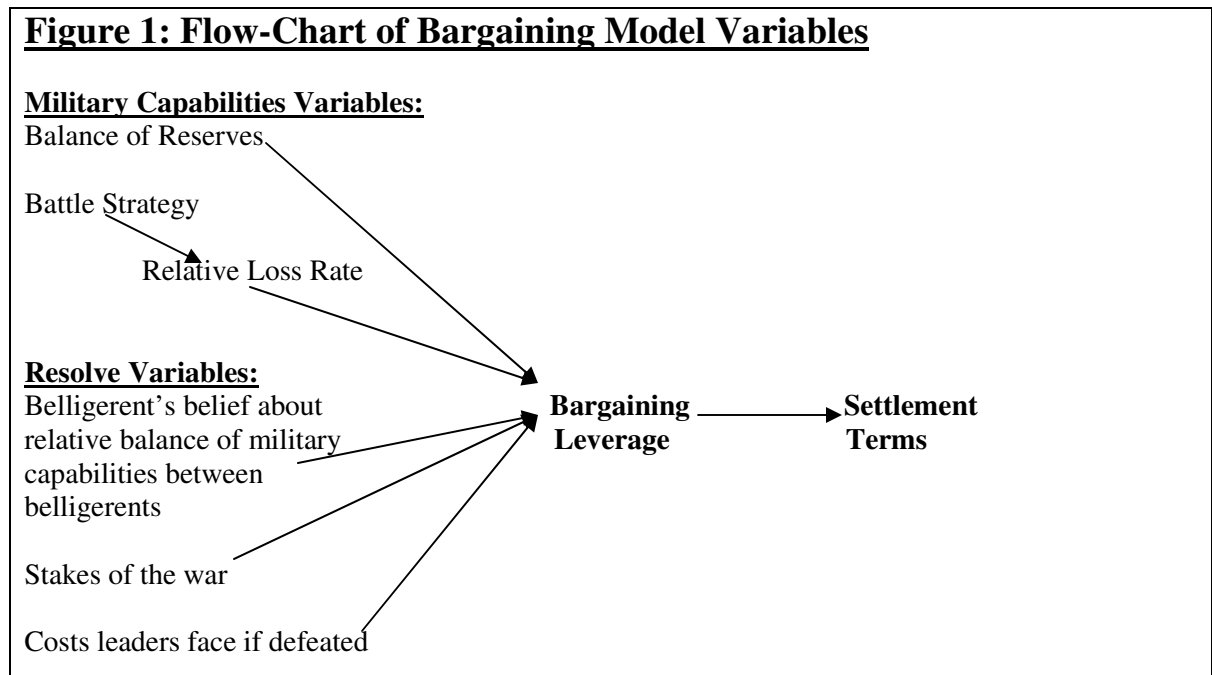 Figure 1: Flow-Chart of Bargaining Model Variables
Military Capabilities Variables:
Balance of Reserves
Battle Strategy
Relative Loss Rate
Resolve Variables:
Belligerent's belief about
relative balance of military
capabilities between
belligerents
Stakes of the war
Costs leaders face if defeated
Bargaining
Leverage
Settlement
Terms